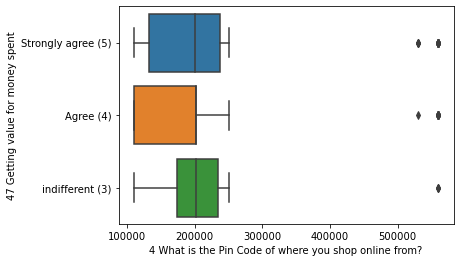 47 Getting value for money spent
Strongly agree (5)
Agree (4)
indifferent (3)
100000 200000 300000 400000 500000
4 What is the Pin Code of where you shop online from?